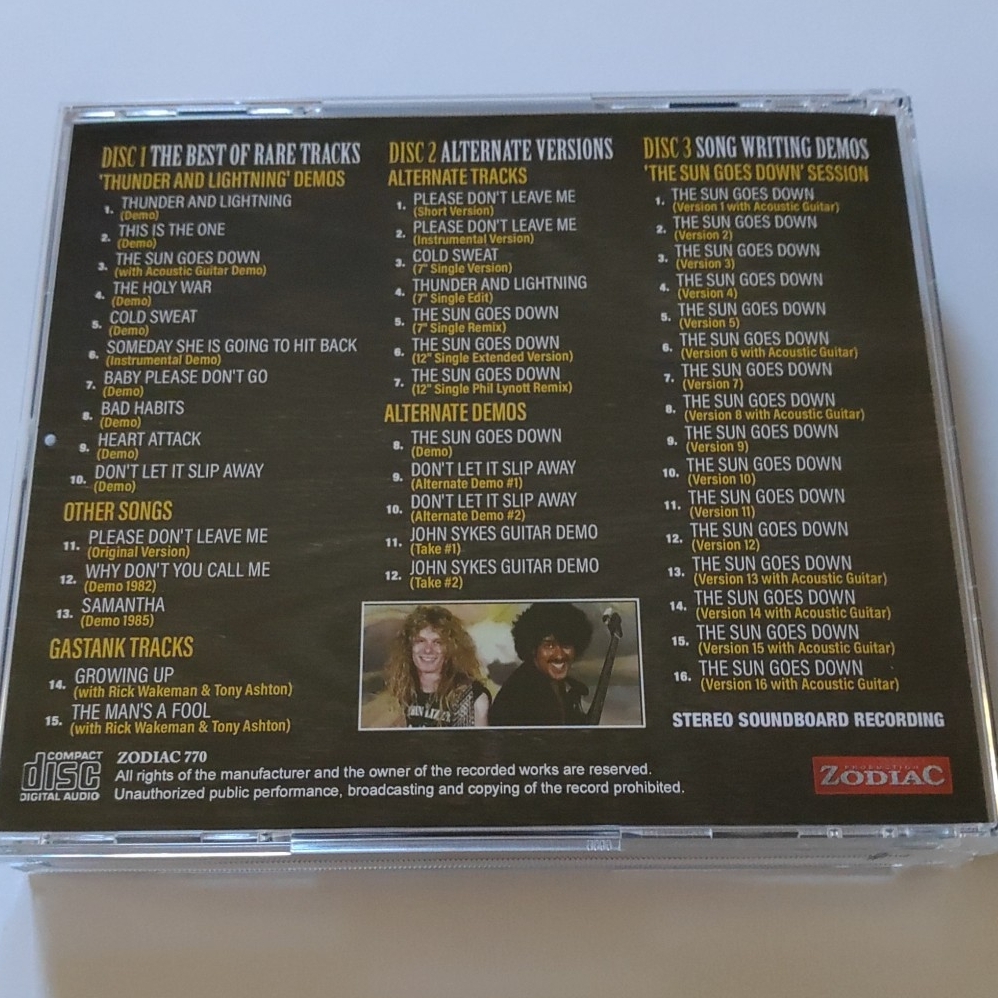 DISC 1 THE BEST OF RARE TRACKS
'THUNDER AND LIGHTNING' DEMOS
1. THUNDER AND LIGHTNING
(Demo)
2. THIS IS THE ONE
(Demo)
3. THE SUN GOES DOWN
(with Acoustic Guitar Demo)
4. THE HOLY WAR
(Demo)
5. COLD SWEAT
(Demo)
6. SOMEDAY SHE IS GOING TO HIT BACK
(Instrumental Demo)
7. BABY PLEASE DON'T GO
(Demo)
8. BAD HABITS
(Demo)
9. HEART ATTACK
(Demo)
10. DON'T LET IT SLIP AWAY
(Demo)
OTHER SONGS
11. PLEASE DON'T LEAVE ME
(Original Version)
12. WHY DON'T YOU CALL ME
(Demo 1982)
13. SAMANTHA
(Demo 1985)
GASTANK TRACKS
14. GROWING UP
(with Rick Wakeman & Tony Ashton)
15. THE MAN'S A FOOL
(with Rick Wakeman & Tony Ashton)
DISC 2 ALTERNATE VERSIONS
ALTERNATE TRACKS
1. PLEASE DON'T LEAVE ME
(Short Version)
2. PLEASE DON'T LEAVE ME
(Instrumental Version)
3. COLD SWEAT
(7" Single Version)
4. THUNDER AND LIGHTNING
(7" Single Edit)
5. THE SUN GOES DOWN
(7" Single Remix)
6. THE SUN GOES DOWN
(12" Single Extended Version)
7. THE SUN GOES DOWN
(12" Single Phil Lynott Remix)
ALTERNATE DEMOS
8. THE SUN GOES DOWN
(Demo)
9. DON'T LET IT SLIP AWAY
(Alternate Demo #1)
10. DON'T LET IT SLIP AWAY
(Alternate Demo #2)
11. JOHN SYKES GUITAR DEMO
(Take #1)
12. JOHN SYKES GUITAR DEMO
(Take #2)
DISC 3 SONG WRITING DEMOS
'THE SUN GOES DOWN' SESSION
1. THE SUN GOES DOWN
(Version 1 with Acoustic Guitar)
2. THE SUN GOES DOWN
(Version 2)
3. THE SUN GOES DOWN
(Version 3)
4. THE SUN GOES DOWN
(Version 4)
5. THE SUN GOES DOWN
(Version 5)
6. THE SUN GOES DOWN
(Version 6 with Acoustic Guitar)
7. THE SUN GOES DOWN
(Version 7)
8. THE SUN GOES DOWN
(Version 8 with Acoustic Guitar)
9. THE SUN GOES DOWN
(Version 9)
10. THE SUN GOES DOWN
(Version 10)
11. THE SUN GOES DOWN
(Version 11)
12. THE SUN GOES DOWN
(Version 12)
13. THE SUN GOES DOWN
(Version 13 with Acoustic Guitar)
14. THE SUN GOES DOWN
(Version 14 with Acoustic Guitar)
15. THE SUN GOES DOWN
(Version 15 with Acoustic Guitar)
16. THE SUN GOES DOWN
(Version 16 with Acoustic Guitar)
STEREO SOUNDBOARD RECORDING
COMPACT
disc
DIGITAL AUDIO
ZODIAC 770
All rights of the manufacturer and the owner of the recorded works are reserved.
Unauthorized public performance, broadcasting and copying of the record prohibited.
PRODUCTION
ZODIAC